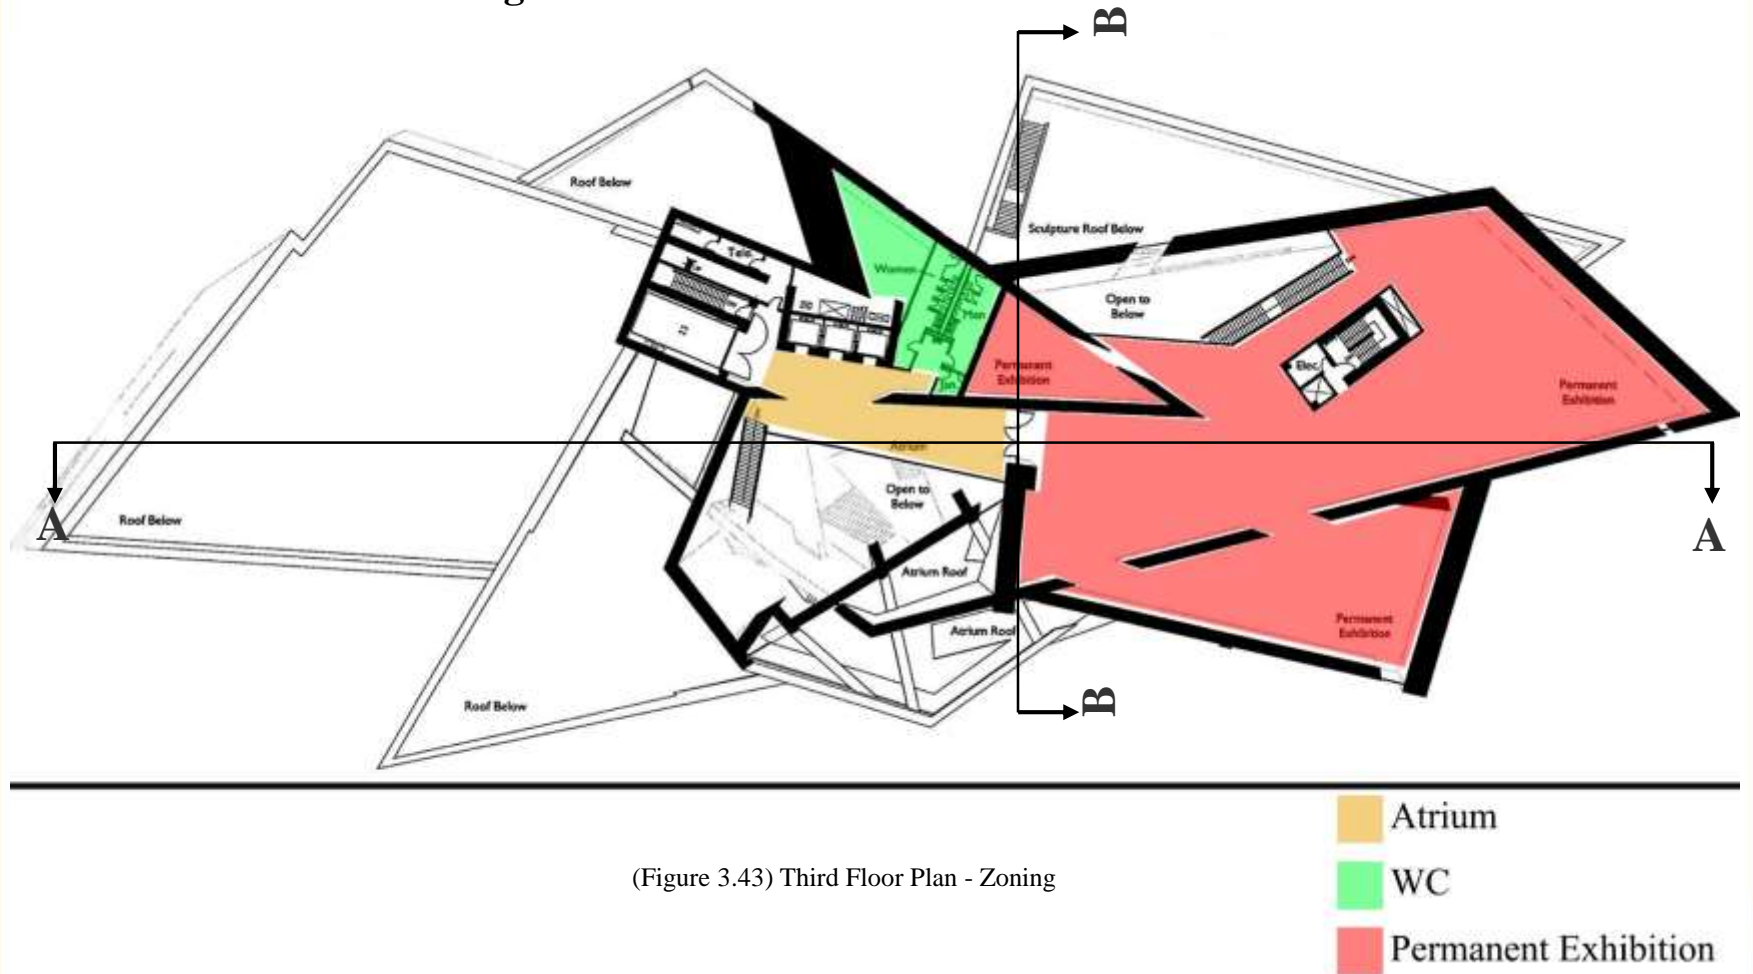 g
B
Roof Below
Sculpture Roof Below
Tele.
Women
Men
Open to
Below
Permanent
Exhibition
Elec.
Permanent
Exhibition
Jan.
Atrium
Open to
Below
A
Roof Below
A
Atrium Roof
Permanent
Exhibition
Atrium Roof
Roof Below
B
Atrium
(Figure 3.43) Third Floor Plan - Zoning
WC
Permanent Exhibition